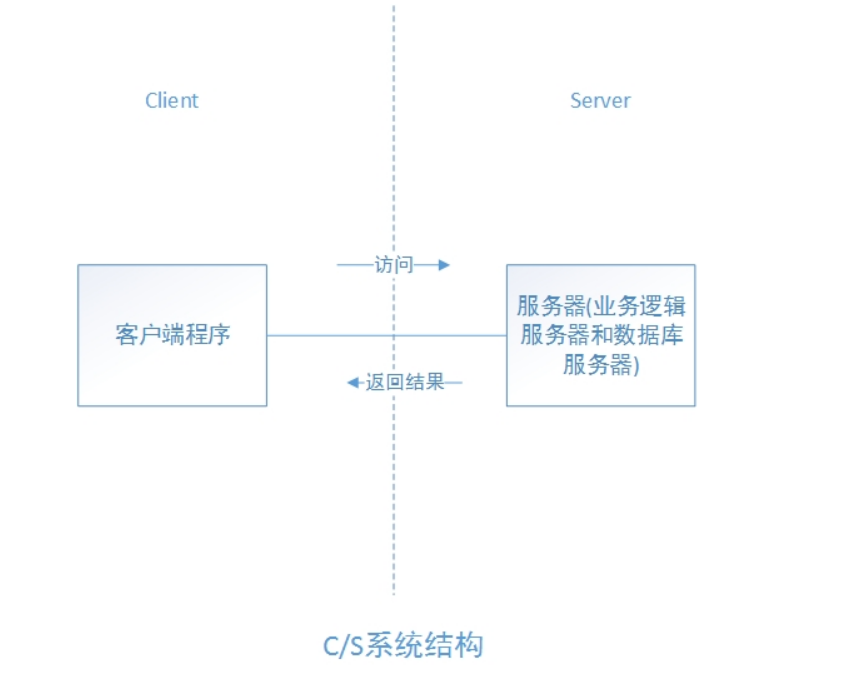 Client
Server
访问
客户端程序
服务器(业务逻辑
服务器和数据库
服务器)
返回结果
C/S系统结构